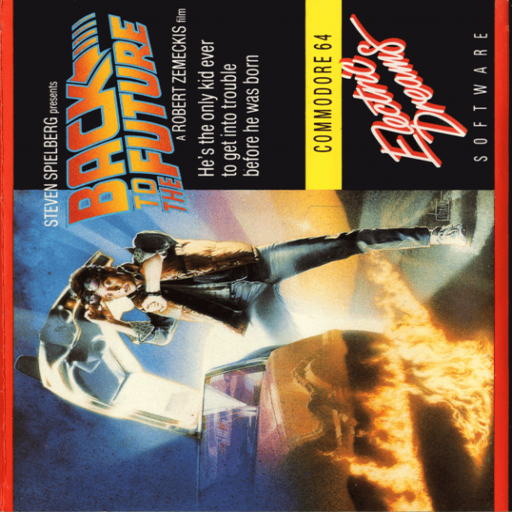 STEVEN SPIELBERG presents
BACK
TO THE
FUTURE
A ROBERT ZEMECKIS film
He's the only kid ever
to get into trouble
before he was born
COMMODORE 64
Electric
Dreams
SOFTWARE